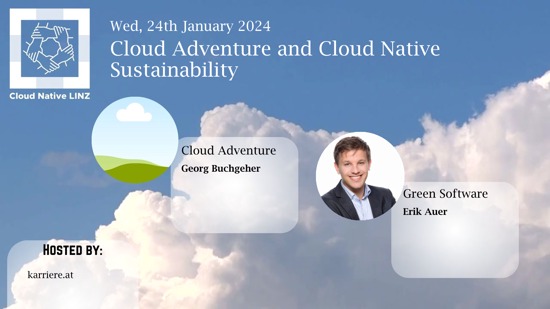 Cloud Native LINZ
Wed, 24th January 2024
Cloud Adventure and Cloud Native
Sustainability
Cloud Adventure
Georg Buchgeher
Green Software
Erik Auer
HOSTED BY:
karriere.at